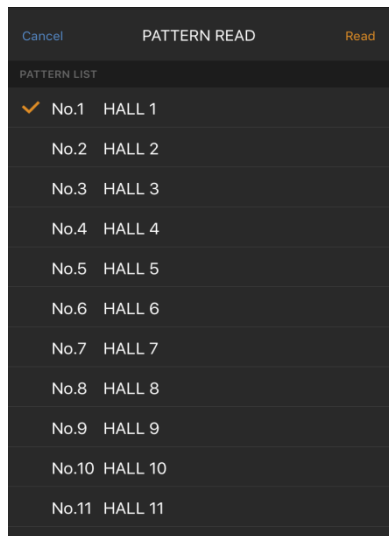 Cancel PATTERN READ Read
PATTERN LIST
No.1 HALL 1
No.2 HALL 2
No.3 HALL 3
No.4 HALL 4
No.5 HALL 5
No.6 HALL 6
No.7 HALL 7
No.8 HALL 8
No.9 HALL 9
No.10 HALL 10
No.11 HALL 11